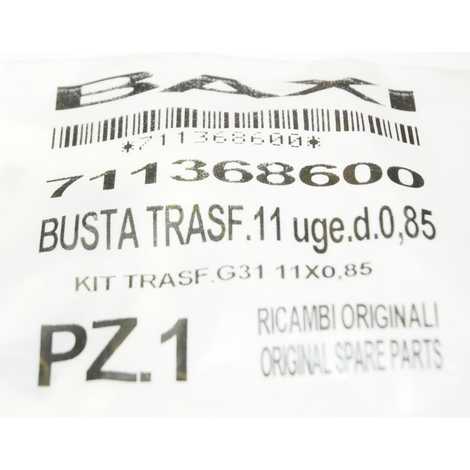 BAXI
*711368600*
711368600
BUSTA TRASF.11 uge.d.0,85
KIT TRASF.G31 11X0,85
PZ.1
RICAMBI ORIGINALI
ORIGINAL SPARE PARTS